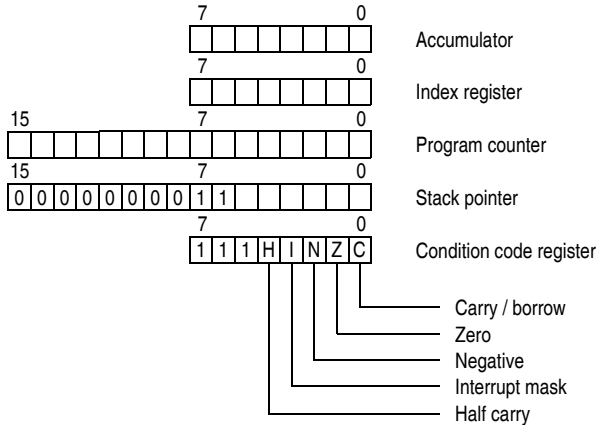 7 0
Accumulator
7 0
Index register
15 7 0
Program counter
15 7 0
0 0 0 0 0 0 0 0 1 1
Stack pointer
7 0
1 1 1 H I N Z C
Condition code register
Carry / borrow
Zero
Negative
Interrupt mask
Half carry